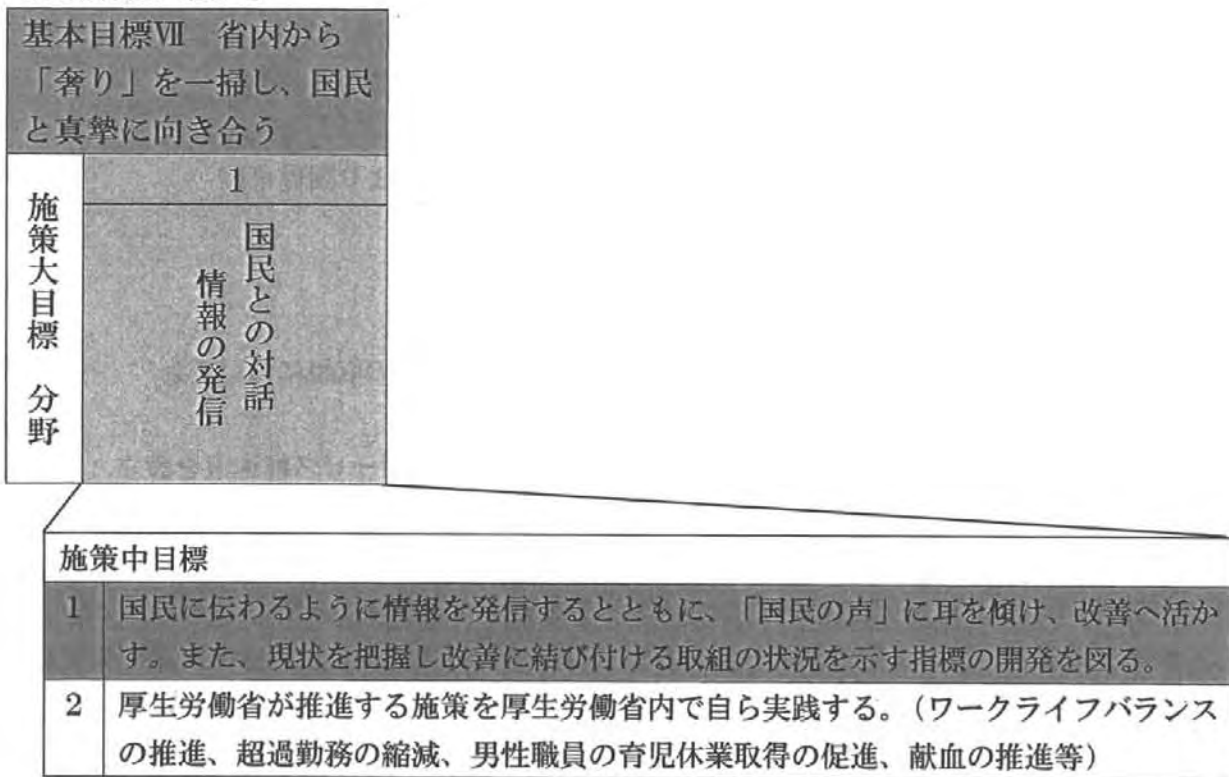 基本目標Ⅶ　省内から
「奢り」を一掃し、国民
と真摯に向き合う
施策大目標　分野
1
国民との対話
情報の発信
施策中目標
1 国民に伝わるように情報を発信するとともに、「国民の声」に耳を傾け、改善へ活か
す。また、現状を把握し改善に結び付ける取組の状況を示す指標の開発を図る。
2 厚生労働省が推進する施策を厚生労働省内で自ら実践する。（ワークライフバランス
の推進、超過勤務の縮減、男性職員の育児休業取得の促進、献血の推進等）